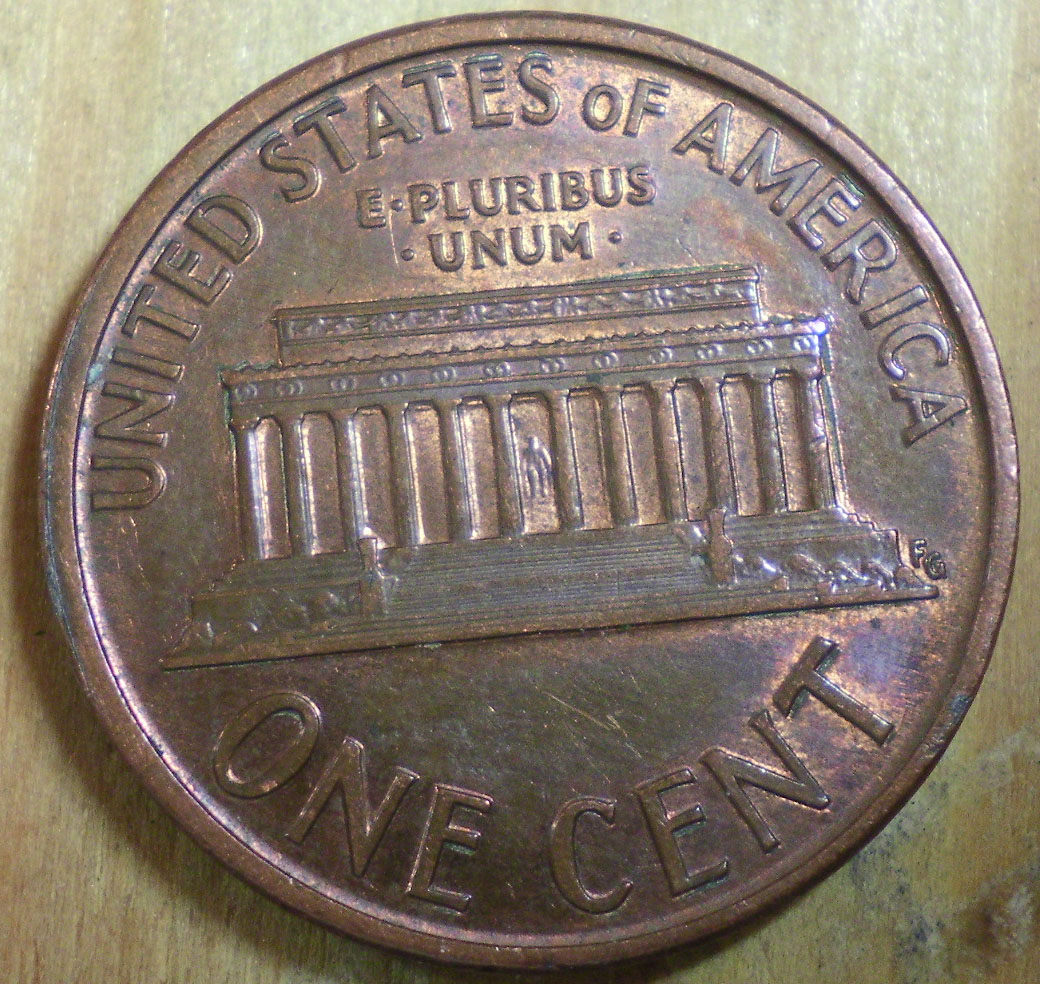 UNITED STATES OF AMERICA
E·PLURIBUS
·UNUM·
FG
ONE CENT